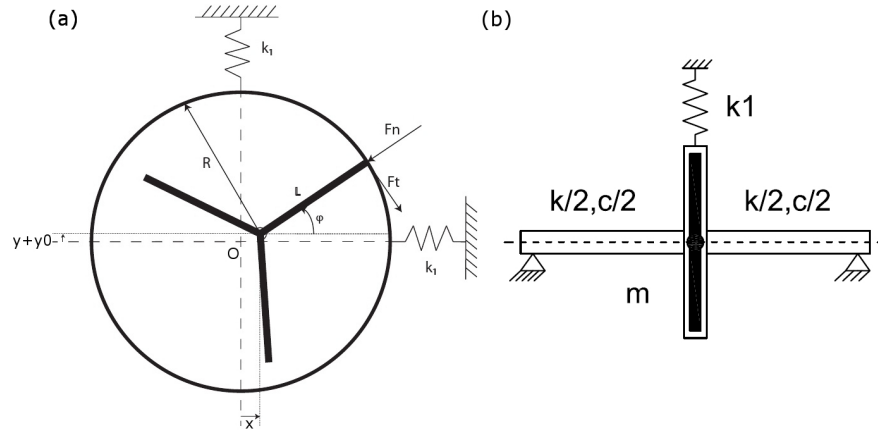 (a)
k₁
R
Fn
L
Ft
φ
y+y0
O
k₁
x
(b)
k1
k/2,c/2
k/2,c/2
m